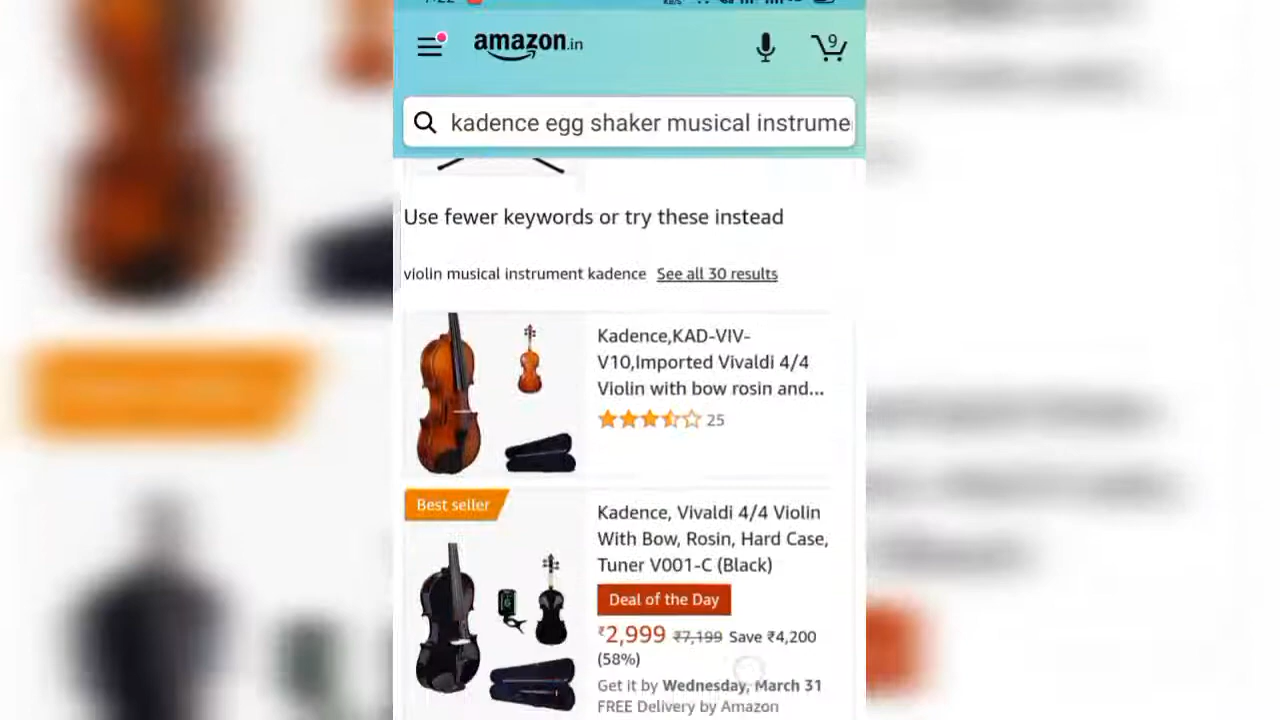 amazon.in
9
kadence egg shaker musical instrume
Use fewer keywords or try these instead
violin musical instrument kadence See all 30 results
Kadence,KAD-VIV-
V10,Imported Vivaldi 4/4
Violin with bow rosin and...
25
Best seller
Kadence, Vivaldi 4/4 Violin
With Bow, Rosin, Hard Case,
Tuner V001-C (Black)
Deal of the Day
₹2,999 ₹7,199 Save ₹4,200
(58%)
Get it by Wednesday, March 31
FREE Delivery by Amazon